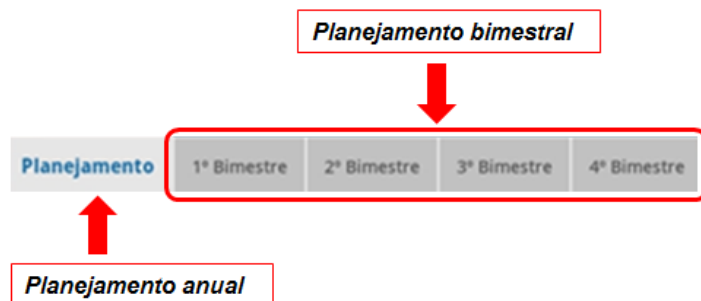 Planejamento bimestral
Planejamento 1º Bimestre 2º Bimestre 3º Bimestre 4º Bimestre
Planejamento anual